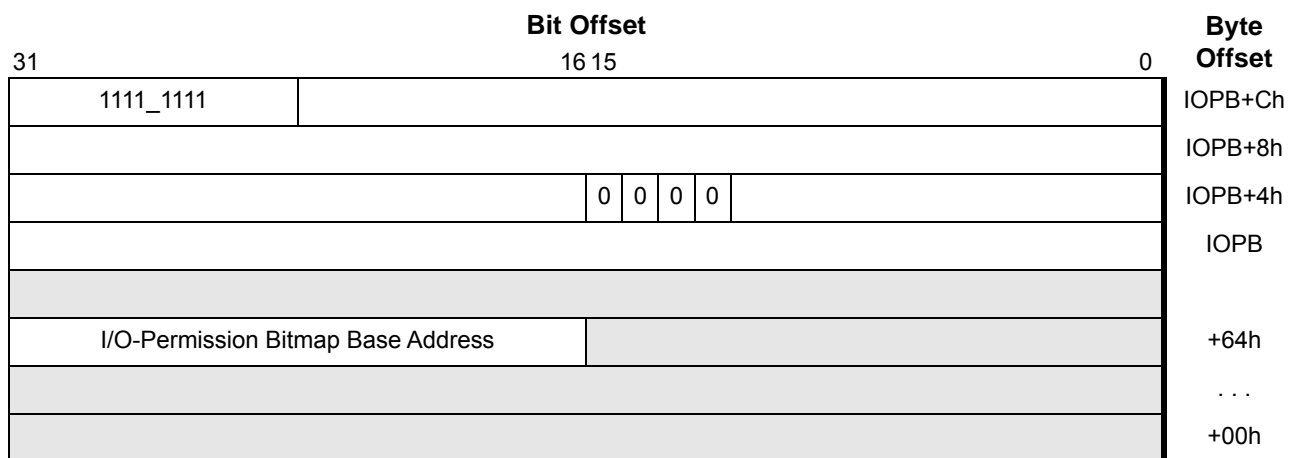 Bit Offset Byte
31 16 15 0 Offset
1111_1111 IOPB+Ch
IOPB+8h
0 0 0 0 IOPB+4h
IOPB
I/O-Permission Bitmap Base Address +64h
. . .
+00h